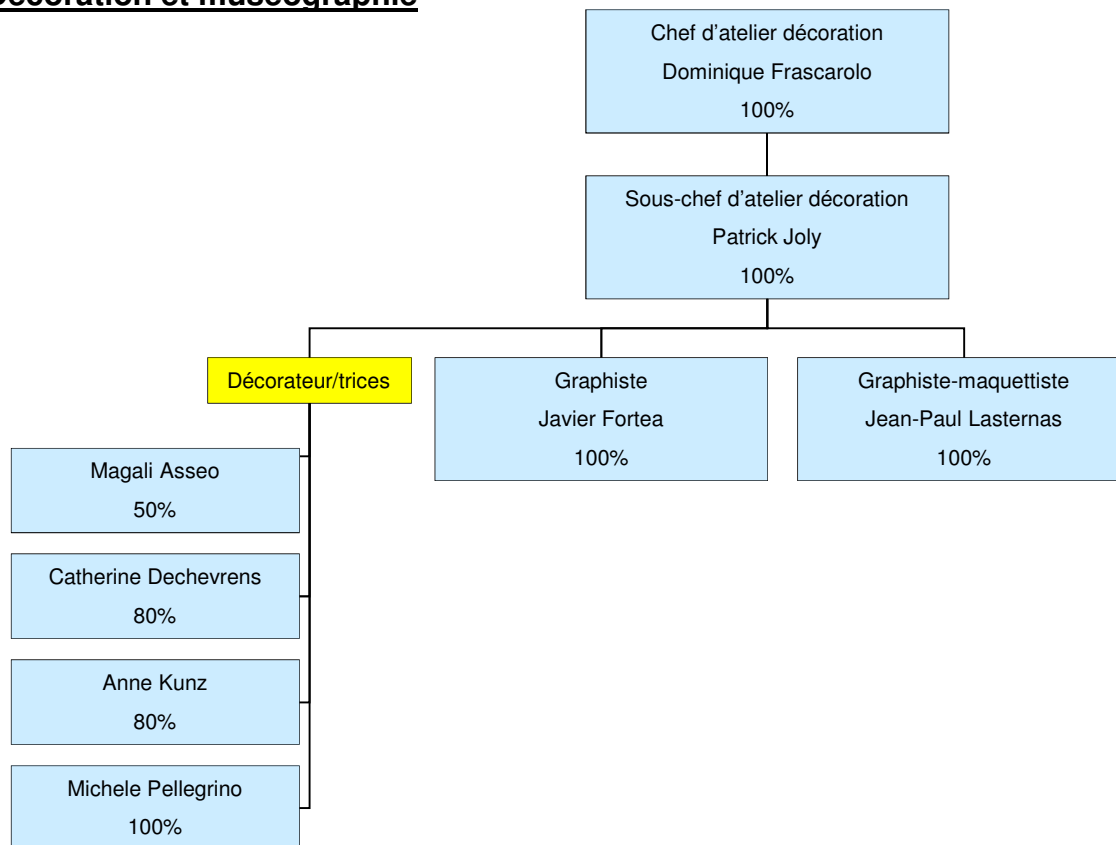 Décoration et muséographie
Chef d'atelier décoration
Dominique Frascarolo
100%
Sous-chef d'atelier décoration
Patrick Joly
100%
Décorateur/trices
Graphiste
Javier Fortea
100%
Graphiste-maquettiste
Jean-Paul Lasternas
100%
Magali Asseo
50%
Catherine Dechevrens
80%
Anne Kunz
80%
Michele Pellegrino
100%